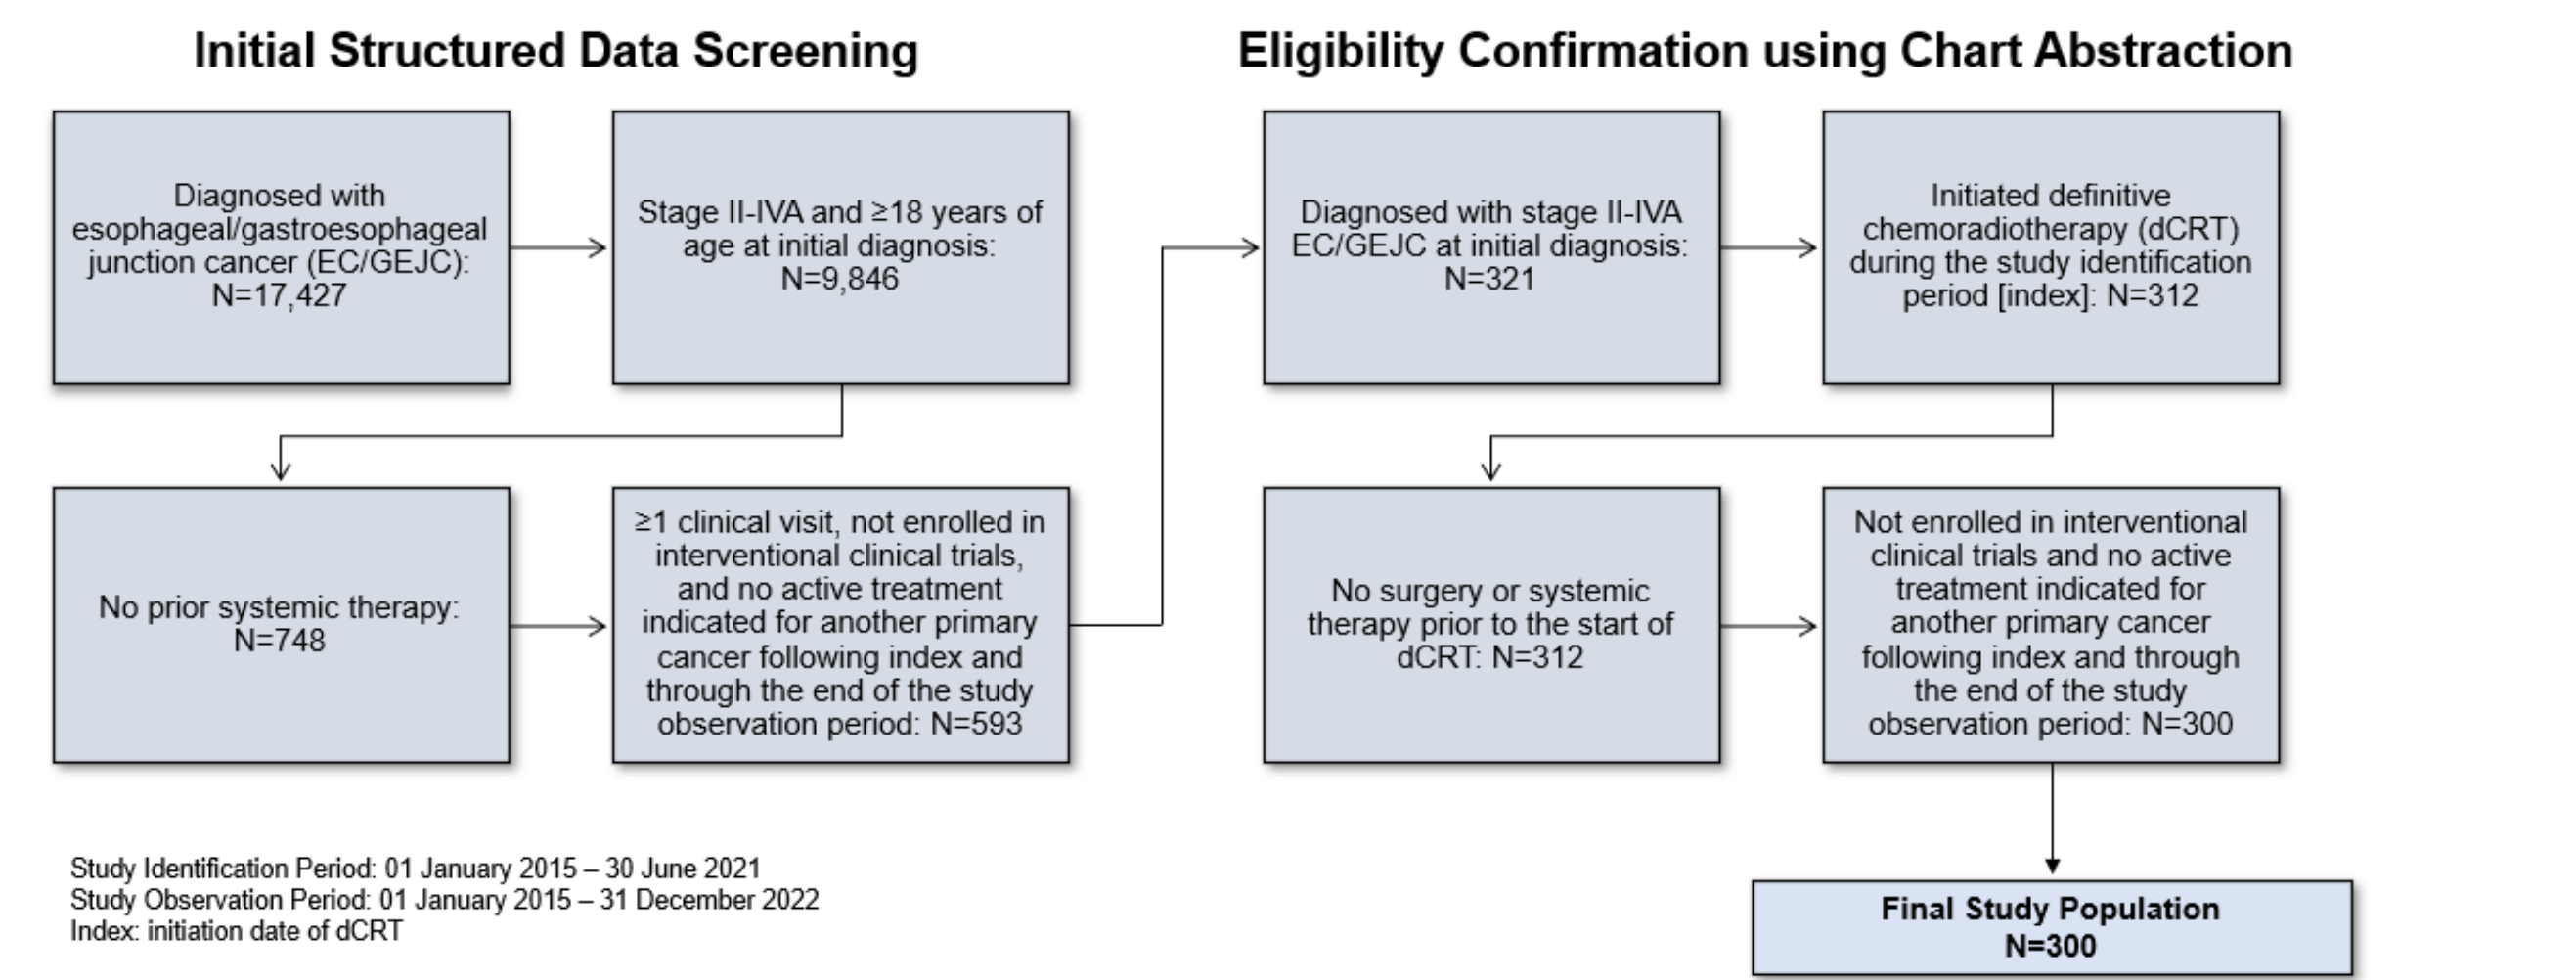 Initial Structured Data Screening
Eligibility Confirmation using Chart Abstraction
Diagnosed with
esophageal/gastroesophageal
junction cancer (EC/GEJC):
N=17,427
Stage II-IVA and ≥18 years of
age at initial diagnosis:
N=9,846
No prior systemic therapy:
N=748
≥1 clinical visit, not enrolled in
interventional clinical trials,
and no active treatment
indicated for another primary
cancer following index and
through the end of the study
observation period: N=593
Diagnosed with stage II-IVA
EC/GEJC at initial diagnosis:
N=321
Initiated definitive
chemoradiotherapy (dCRT)
during the study identification
period [index]: N=312
No surgery or systemic
therapy prior to the start of
dCRT: N=312
Not enrolled in interventional
clinical trials and no active
treatment indicated for
another primary cancer
following index and through
the end of the study
observation period: N=300
Final Study Population
N=300
Study Identification Period: 01 January 2015 – 30 June 2021
Study Observation Period: 01 January 2015 – 31 December 2022
Index: initiation date of dCRT